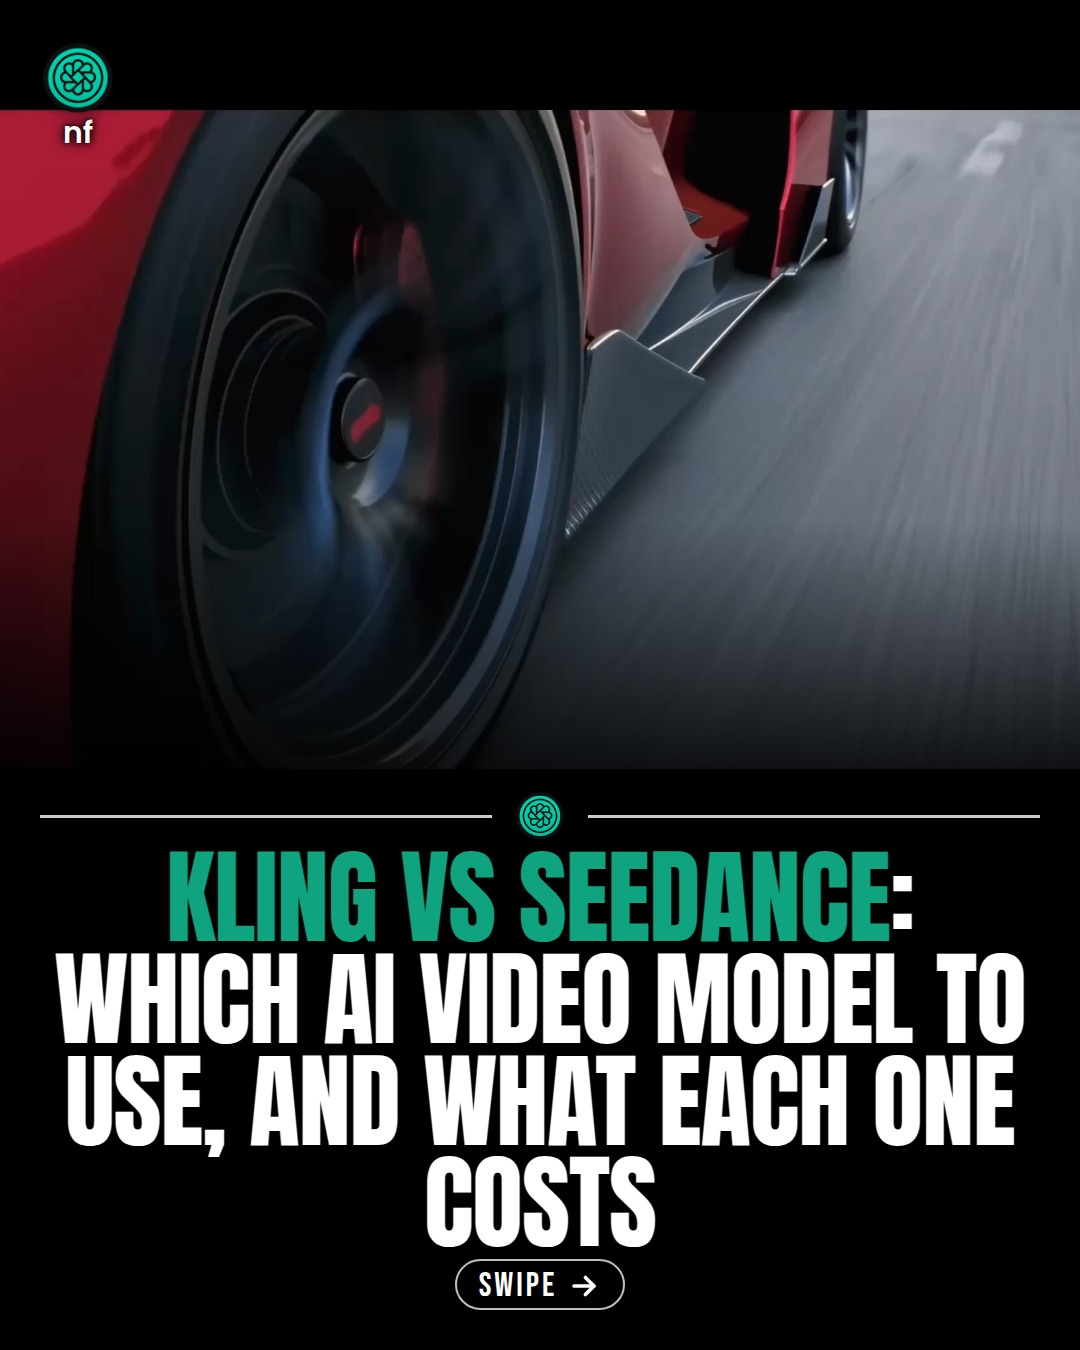 nf
KLING VS SEEDANCE:
WHICH AI VIDEO MODEL TO
USE, AND WHAT EACH ONE
COSTS
SWIPE →